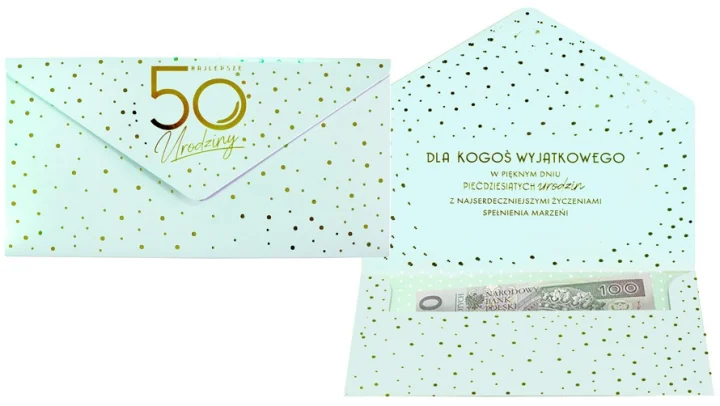 NAJLEPSZE
50
Urodziny
DLA KOGOŚ WYJĄTKOWEGO
W PIĘKNYM DNIU
PIĘĆDZIESIĄTYCH urodzin
Z NAJSERDECZNIEJSZYMI ŻYCZENIAMI
SPEŁNIENIA MARZEŃ!
NARODOWY
BANK
POLSKI
100